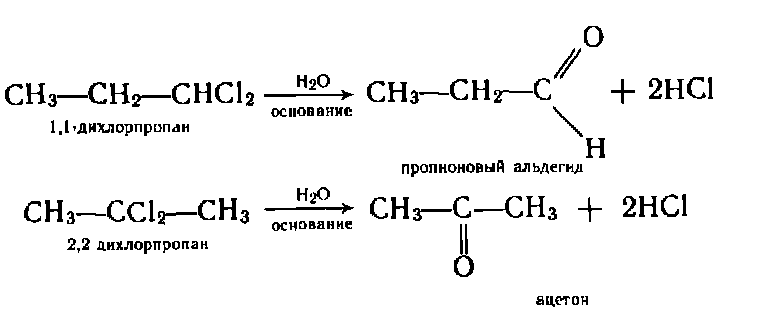 CH₃—CH₂—CHCl₂ —H₂O→ CH₃—CH₂—C(=O)—H + 2HCl
основание
1,1-дихлорпропан
пропионовый альдегид
CH₃—CCl₂—CH₃ —H₂O→ CH₃—C(=O)—CH₃ + 2HCl
основание
2,2 дихлорпропан
ацетон